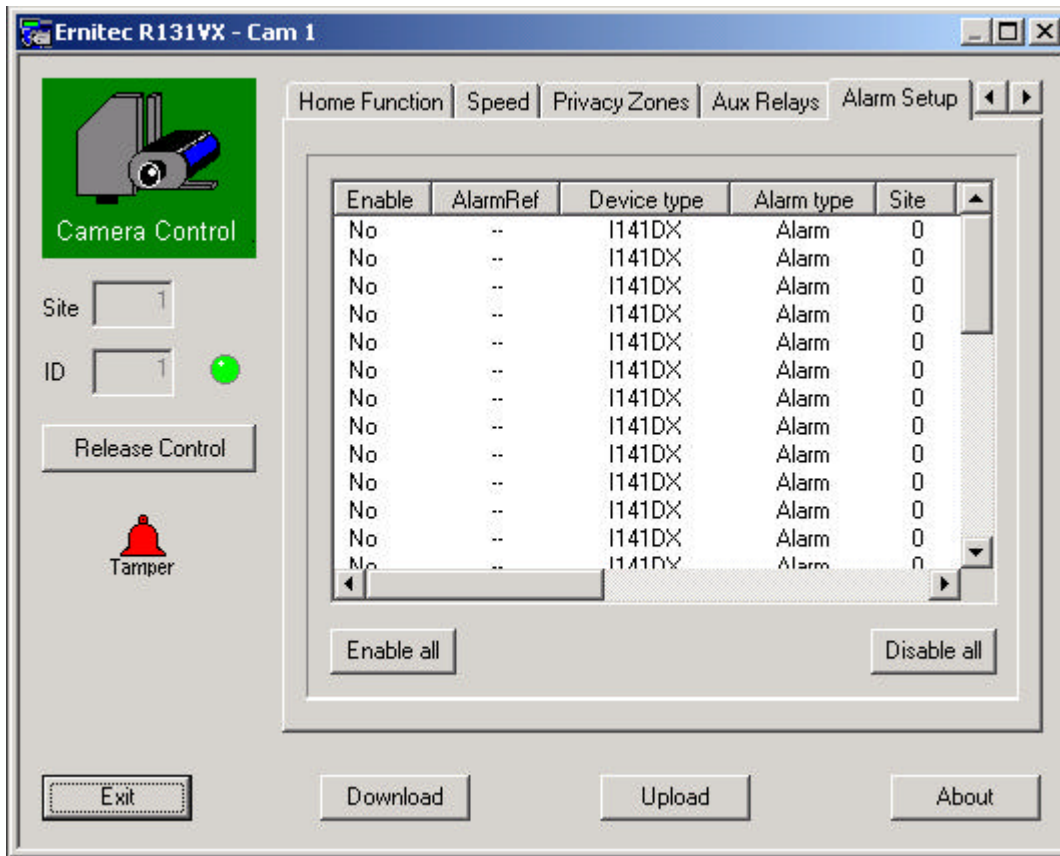 Ernitec R131VX - Cam 1
Home Function Speed Privacy Zones Aux Relays Alarm Setup
Camera Control
Site 1
ID 1
Release Control
Tamper
Enable AlarmRef Device type Alarm type Site
No -- I141DX Alarm 0
No -- I141DX Alarm 0
No -- I141DX Alarm 0
No -- I141DX Alarm 0
No -- I141DX Alarm 0
No -- I141DX Alarm 0
No -- I141DX Alarm 0
No -- I141DX Alarm 0
No -- I141DX Alarm 0
No -- I141DX Alarm 0
No -- I141DX Alarm 0
No -- I141DX Alarm 0
No -- I141DX Alarm 0
Enable all Disable all
Exit Download Upload About